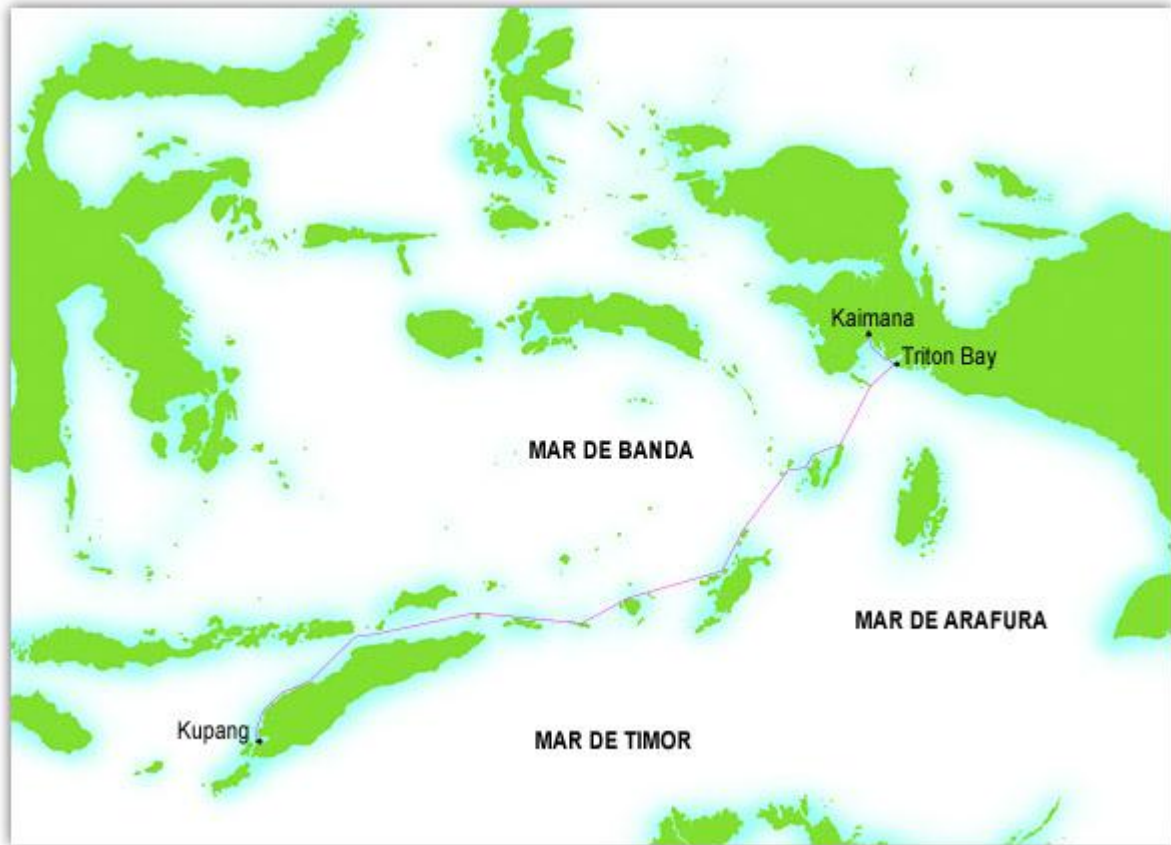 Kaimana
Triton Bay
MAR DE BANDA
MAR DE ARAFURA
Kupang
MAR DE TIMOR